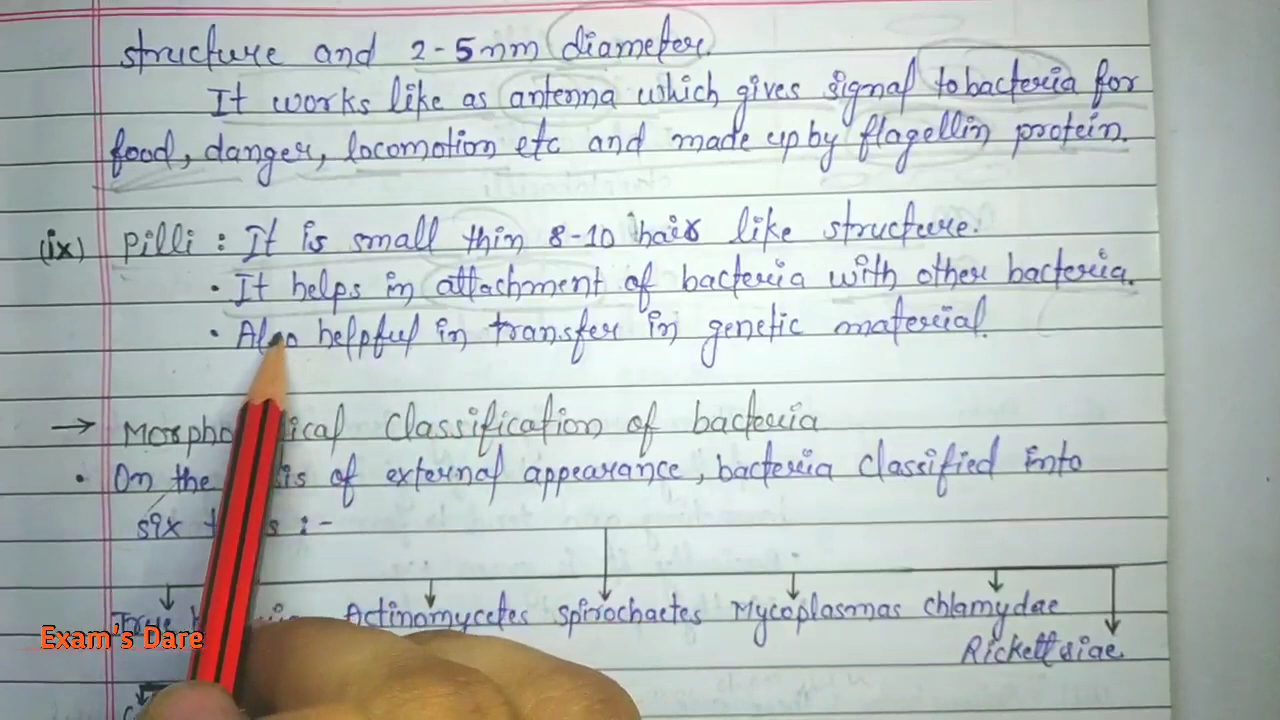 structure and 2-5nm diameter.
It works like as antenna which gives signal to bacteria for
food, danger, locomotion etc and made up by flagellin protein.
(ix) Pilli : It is small thin 8-10 hair like structure.
• It helps in attachment of bacteria with other bacteria.
• Also helpful in transfer in genetic material.
→ Morpho ical Classification of bacteria
• On the is of external appearance, bacteria classified into
six s :-
True Actinomycetes Spirochaetes Mycoplasmas Chlamydae
Rickettsiae
Exam's Dare